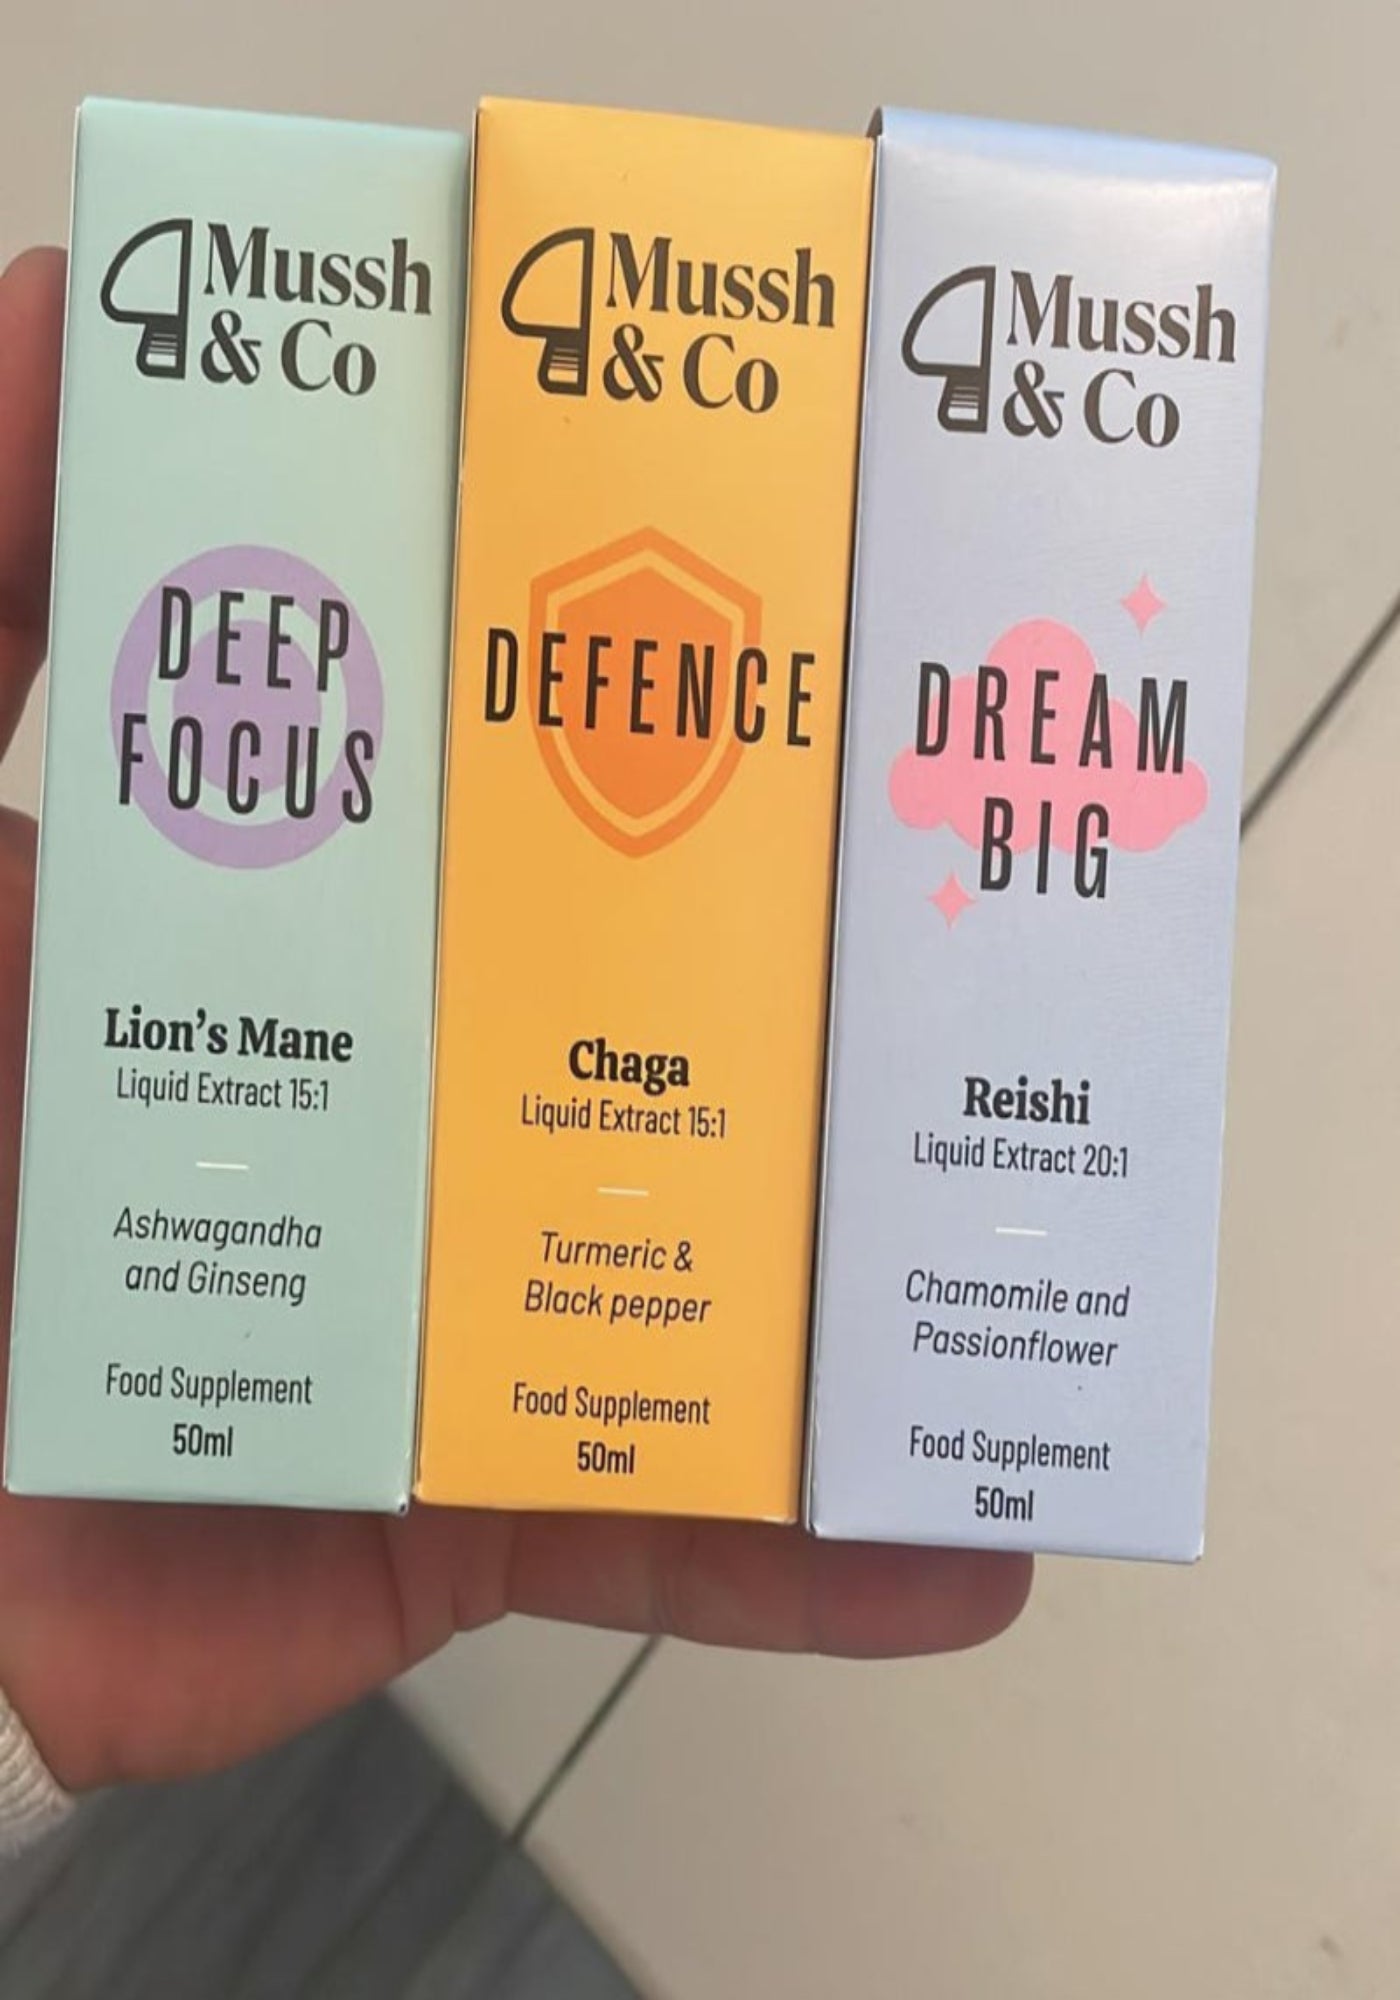 Mussh
& Co
DEEP
FOCUS
Lion's Mane
Liquid Extract 15:1
Ashwagandha
and Ginseng
Food Supplement
50ml
Mussh
& Co
DEFENCE
Chaga
Liquid Extract 15:1
Turmeric &
Black pepper
Food Supplement
50ml
Mussh
& Co
DREAM
BIG
Reishi
Liquid Extract 20:1
Chamomile and
Passionflower
Food Supplement
50ml